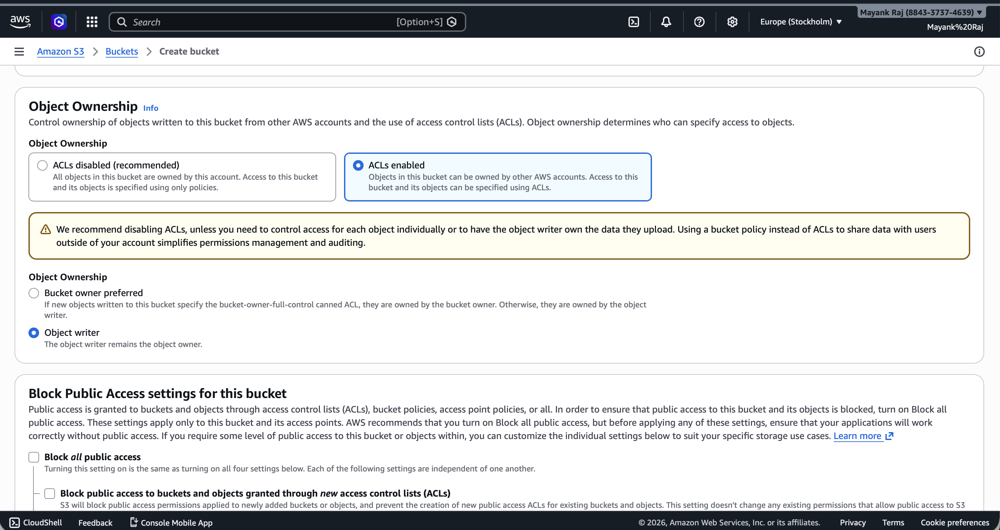 aws
Search
[Option+S]
Europe (Stockholm)
Mayank Raj (8843-3737-4639)
Mayank%20Raj
Amazon S3
Buckets
Create bucket
Object Ownership Info
Control ownership of objects written to this bucket from other AWS accounts and the use of access control lists (ACLs). Object ownership determines who can specify access to objects.
Object Ownership
ACLs disabled (recommended)
All objects in this bucket are owned by this account. Access to this bucket
and its objects is specified using only policies.
ACLs enabled
Objects in this bucket can be owned by other AWS accounts. Access to this
bucket and its objects can be specified using ACLs.
We recommend disabling ACLs, unless you need to control access for each object individually or to have the object writer own the data they upload. Using a bucket policy instead of ACLs to share data with users
outside of your account simplifies permissions management and auditing.
Object Ownership
Bucket owner preferred
If new objects written to this bucket specify the bucket-owner-full-control canned ACL, they are owned by the bucket owner. Otherwise, they are owned by the object
writer.
Object writer
The object writer remains the object owner.
Block Public Access settings for this bucket
Public access is granted to buckets and objects through access control lists (ACLs), bucket policies, access point policies, or all. In order to ensure that public access to this bucket and its objects is blocked, turn on Block all
public access. These settings apply only to this bucket and its access points. AWS recommends that you turn on Block all public access, but before applying any of these settings, ensure that your applications will work
correctly without public access. If you require some level of public access to this bucket or objects within, you can customize the individual settings below to suit your specific storage use cases. Learn more
Block all public access
Turning this setting on is the same as turning on all four settings below. Each of the following settings are independent of one another.
Block public access to buckets and objects granted through new access control lists (ACLs)
S3 will block public access permissions applied to newly added buckets or objects, and prevent the creation of new public access ACLs for existing buckets and objects. This setting doesn't change any existing permissions that allow public access to S3
CloudShell
Feedback
Console Mobile App
© 2026, Amazon Web Services, Inc. or its affiliates.
Privacy
Terms
Cookie preferences